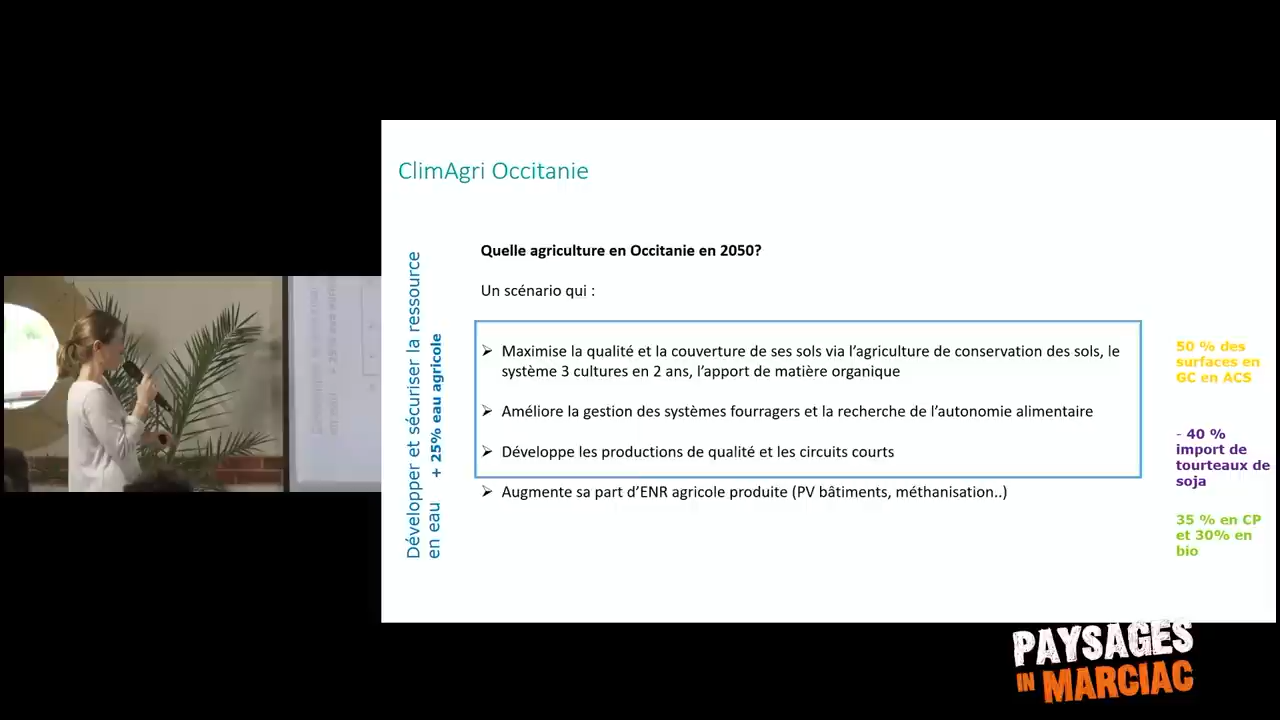 ClimAgri Occitanie
Développer et sécuriser la ressource
en eau + 25% eau agricole
Quelle agriculture en Occitanie en 2050?
Un scénario qui :
➢ Maximise la qualité et la couverture de ses sols via l’agriculture de conservation des sols, le
système 3 cultures en 2 ans, l’apport de matière organique
➢ Améliore la gestion des systèmes fourragers et la recherche de l’autonomie alimentaire
➢ Développe les productions de qualité et les circuits courts
➢ Augmente sa part d’ENR agricole produite (PV bâtiments, méthanisation..)
50 % des
surfaces en
GC en ACS
- 40 %
import de
tourteaux de
soja
35 % en CP
et 30% en
bio
PAYSAGES
IN MARCIAC